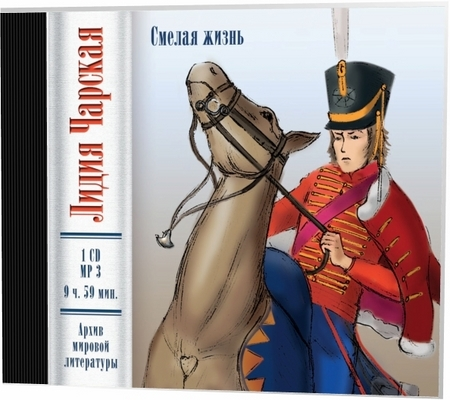 Смелая жизнь
Лидия Чарская
1 CD
MP 3
9 ч. 59 мин.
Архив
мировой
литературы